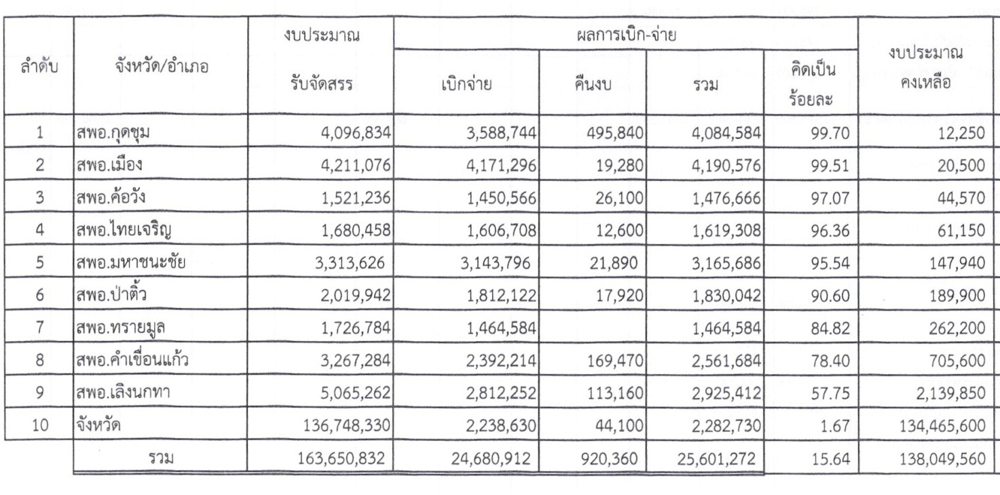 ลำดับ จังหวัด/อำเภอ งบประมาณ รับจัดสรร ผลการเบิก-จ่าย งบประมาณ คงเหลือ
เบิกจ่าย คืนงบ รวม คิดเป็น ร้อยละ
1 สพอ.กุดชุม 4,096,834 3,588,744 495,840 4,084,584 99.70 12,250
2 สพอ.เมือง 4,211,076 4,171,296 19,280 4,190,576 99.51 20,500
3 สพอ.ค้อวัง 1,521,236 1,450,566 26,100 1,476,666 97.07 44,570
4 สพอ.ไทยเจริญ 1,680,458 1,606,708 12,600 1,619,308 96.36 61,150
5 สพอ.มหาชนะชัย 3,313,626 3,143,796 21,890 3,165,686 95.54 147,940
6 สพอ.ป่าติ้ว 2,019,942 1,812,122 17,920 1,830,042 90.60 189,900
7 สพอ.ทรายมูล 1,726,784 1,464,584 1,464,584 84.82 262,200
8 สพอ.คำเขื่อนแก้ว 3,267,284 2,392,214 169,470 2,561,684 78.40 705,600
9 สพอ.เลิงนกทา 5,065,262 2,812,252 113,160 2,925,412 57.75 2,139,850
10 จังหวัด 136,748,330 2,238,630 44,100 2,282,730 1.67 134,465,600
รวม 163,650,832 24,680,912 920,360 25,601,272 15.64 138,049,560